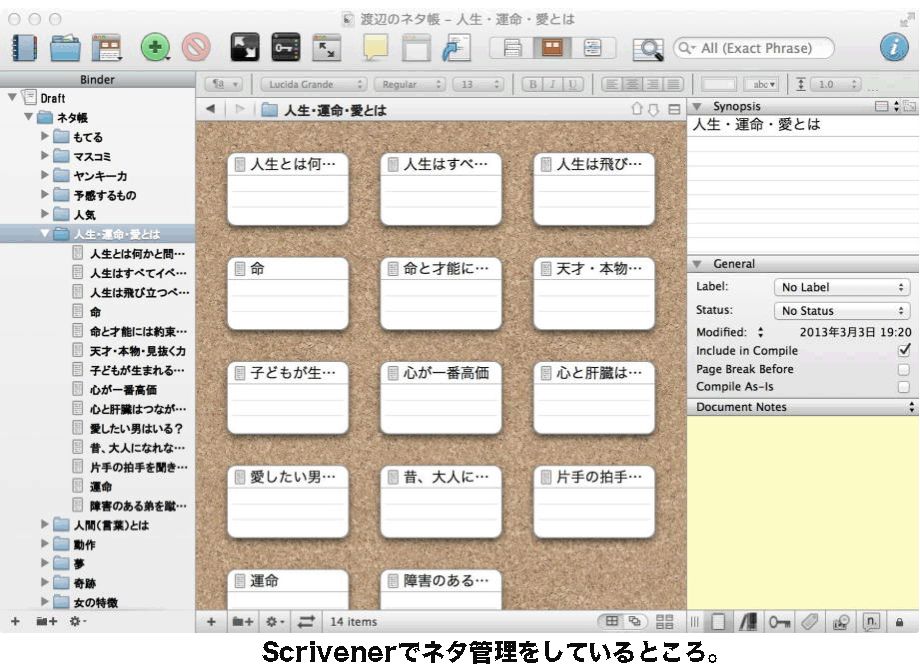 渡辺のネタ帳 – 人生・運命・愛とは
All (Exact Phrase)
Binder
Lucida Grande
Regular
13
B I U
abc
1.0
Draft
ネタ帳
もてる
マスコミ
ヤンキー力
予感するもの
人気
人生・運命・愛とは
人生とは何かと問…
人生はすべてイベ…
人生は飛び立つべ…
命
命と才能には約束…
天才・本物・見抜く力
子どもが生まれる…
心が一番高価
心と肝臓はつなが…
愛したい男はいる？
昔、大人になれな…
片手の拍手を聞き…
運命
障害のある弟を蹴…
人間（言葉）とは
動作
夢
奇跡
女の特徴
人生・運命・愛とは
人生とは何…
人生はすべ…
人生は飛び…
命
命と才能に…
天才・本物…
子どもが生…
心が一番高価
心と肝臓は…
愛したい男…
昔、大人に…
片手の拍手…
運命
障害のある…
14 items
Synopsis
人生・運命・愛とは
General
Label: No Label
Status: No Status
Modified: 2013年3月3日 19:20
Include in Compile
Page Break Before
Compile As-Is
Document Notes
n.
Scrivenerでネタ管理をしているところ。